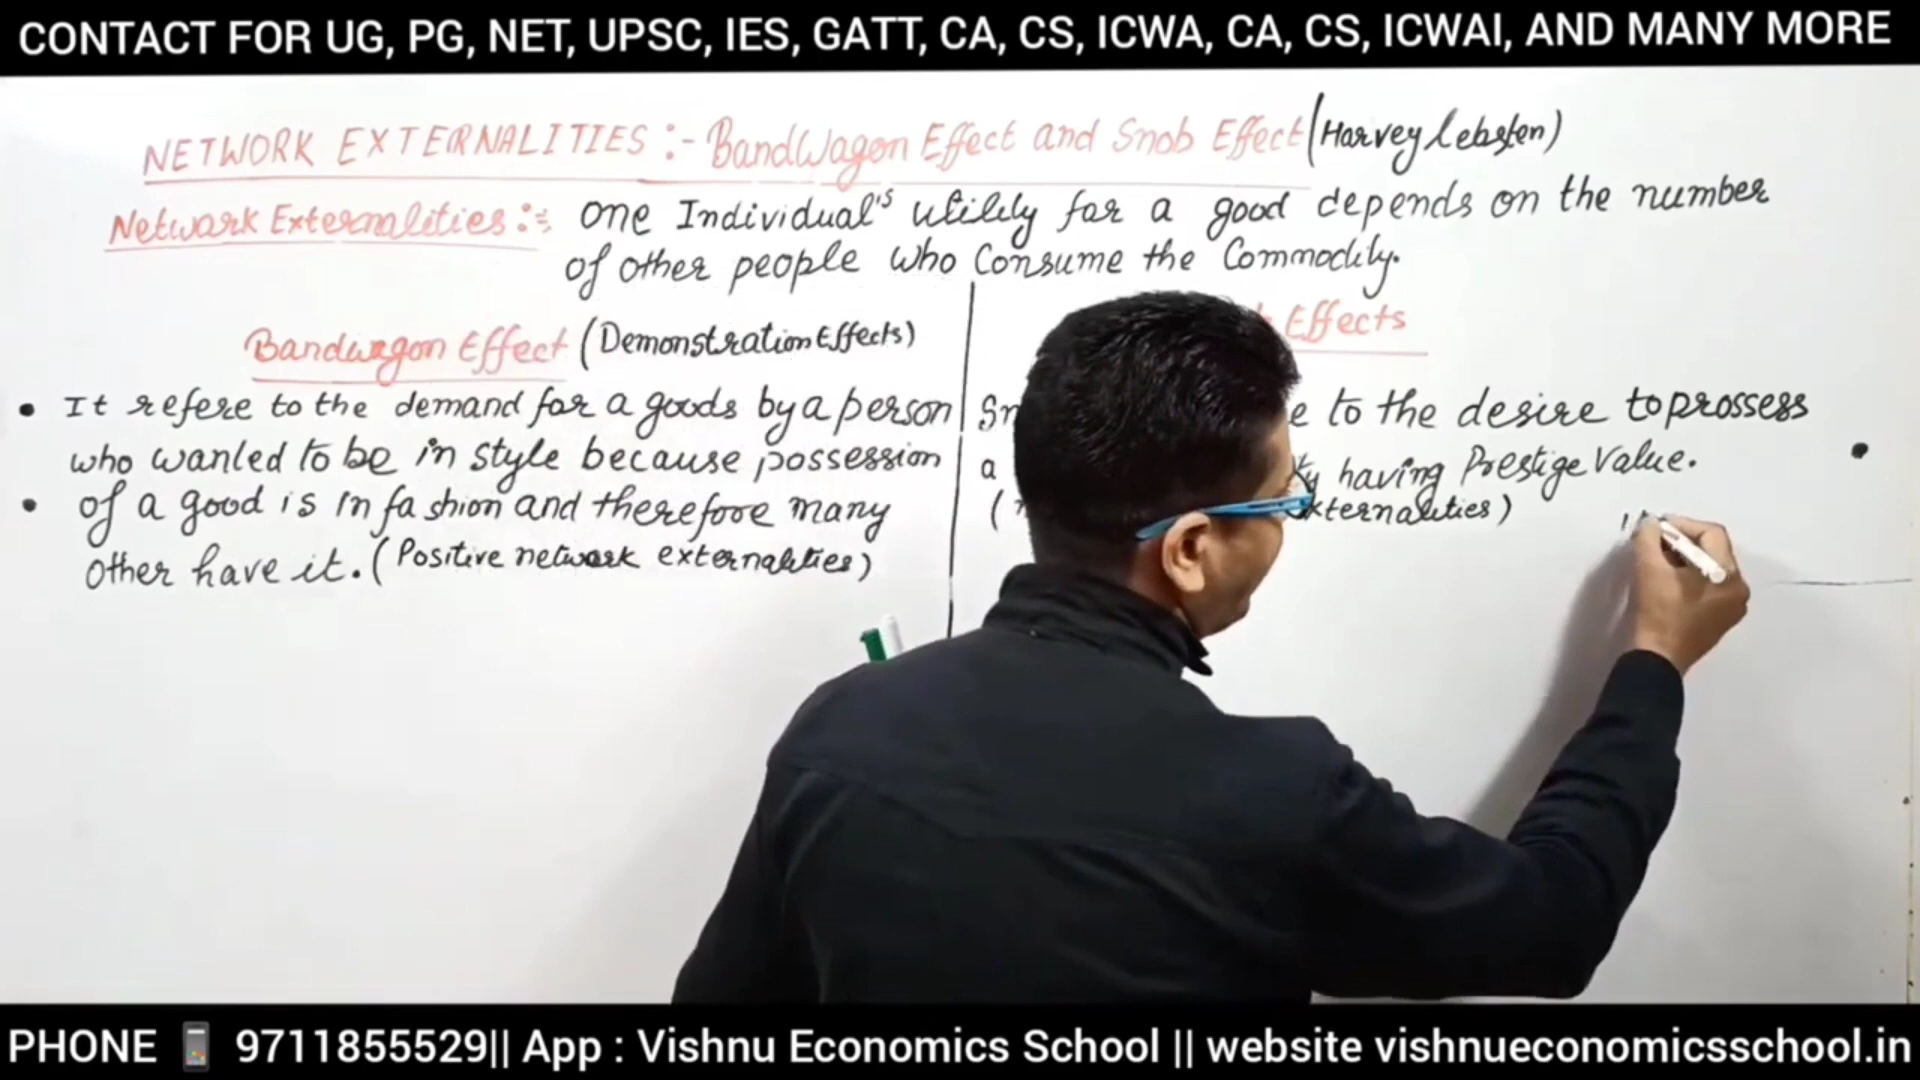 CONTACT FOR UG, PG, NET, UPSC, IES, GATT, CA, CS, ICWA, CA, CS, ICWAI, AND MANY MORE
NETWORK EXTERNALITIES :- BandWagon Effect and Snob Effect (Harvey Lebsten)
Network Externalities :- One Individual's utility for a good depends on the number
of other people who Consume the Commodity.
Bandwagon Effect (Demonstration Effects)
• It refere to the demand for a goods by a person
who wanted to be in style because possession
• of a good is in fashion and therefore many
other have it. (Positive network externalities)
Effects
to the desire to prossess
a having Prestige Value.
PHONE 9711855529|| App : Vishnu Economics School || website vishnueconomicsschool.in